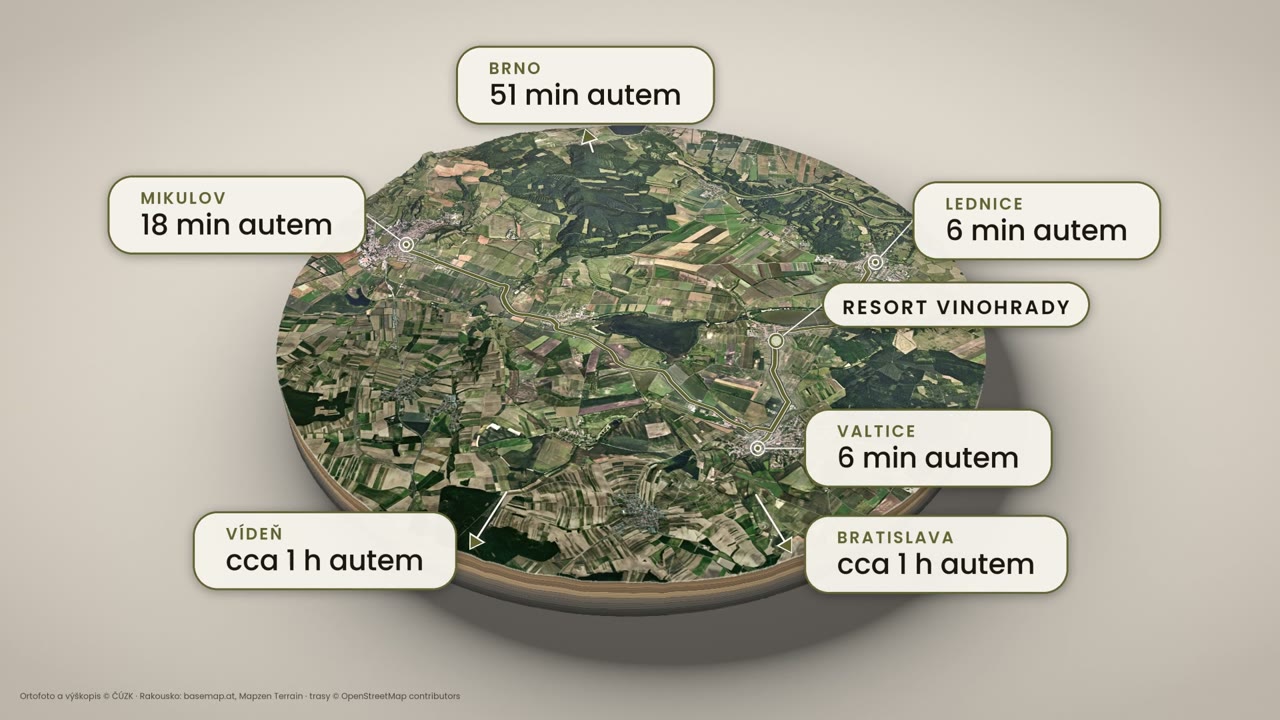 BRNO
51 min autem
MIKULOV
18 min autem
LEDNICE
6 min autem
RESORT VINOHRADY
VALTICE
6 min autem
VÍDEŇ
cca 1 h autem
BRATISLAVA
cca 1 h autem
Ortofoto a výškopis © ČÚZK · Rakousko: basemap.at, Mapzen Terrain · trasy © OpenStreetMap contributors